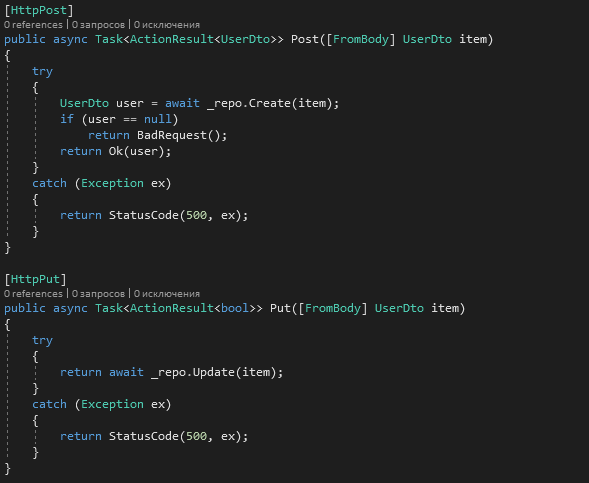 [HttpPost]
0 references | 0 запросов | 0 исключения
public async Task<ActionResult<UserDto>> Post([FromBody] UserDto item)
{
try
{
UserDto user = await _repo.Create(item);
if (user == null)
return BadRequest();
return Ok(user);
}
catch (Exception ex)
{
return StatusCode(500, ex);
}
}
[HttpPut]
0 references | 0 запросов | 0 исключения
public async Task<ActionResult<bool>> Put([FromBody] UserDto item)
{
try
{
return await _repo.Update(item);
}
catch (Exception ex)
{
return StatusCode(500, ex);
}
}